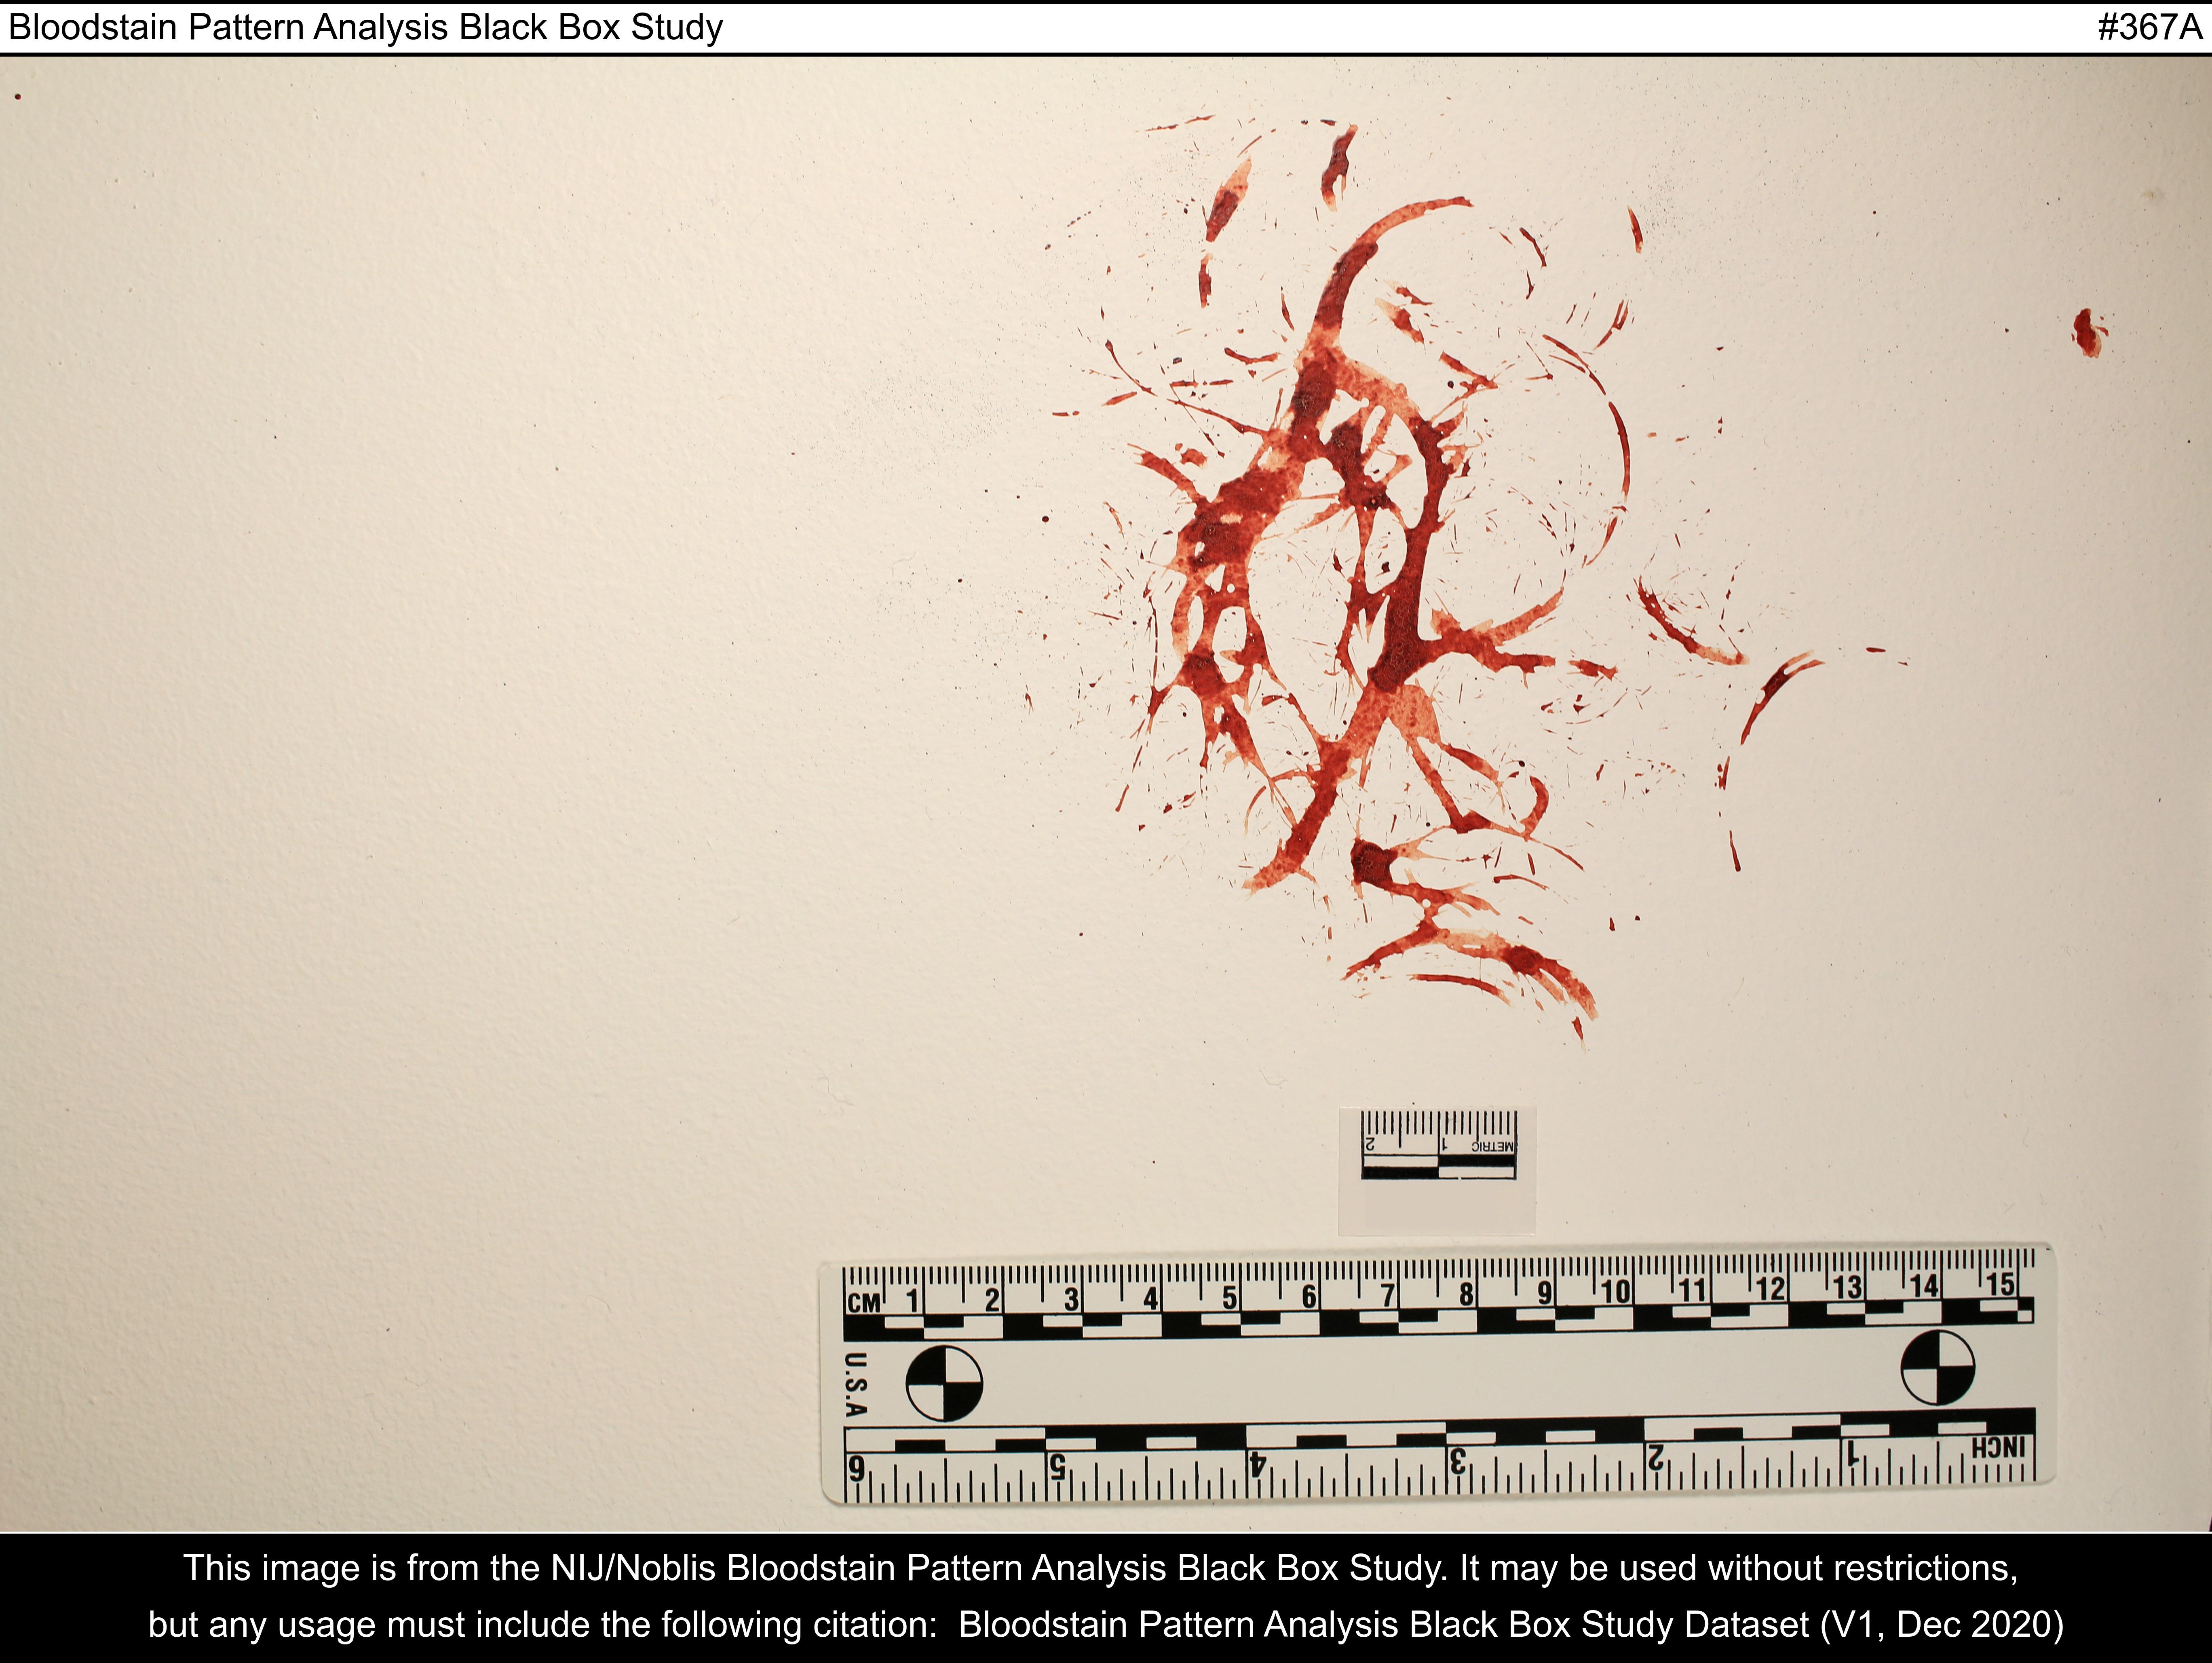 Bloodstain Pattern Analysis Black Box Study #367A
2 1 METRIC
CM 1 2 3 4 5 6 7 8 9 10 11 12 13 14 15
U.S.A
6 5 4 3 2 1 INCH
This image is from the NIJ/Noblis Bloodstain Pattern Analysis Black Box Study. It may be used without restrictions,
but any usage must include the following citation:  Bloodstain Pattern Analysis Black Box Study Dataset (V1, Dec 2020)